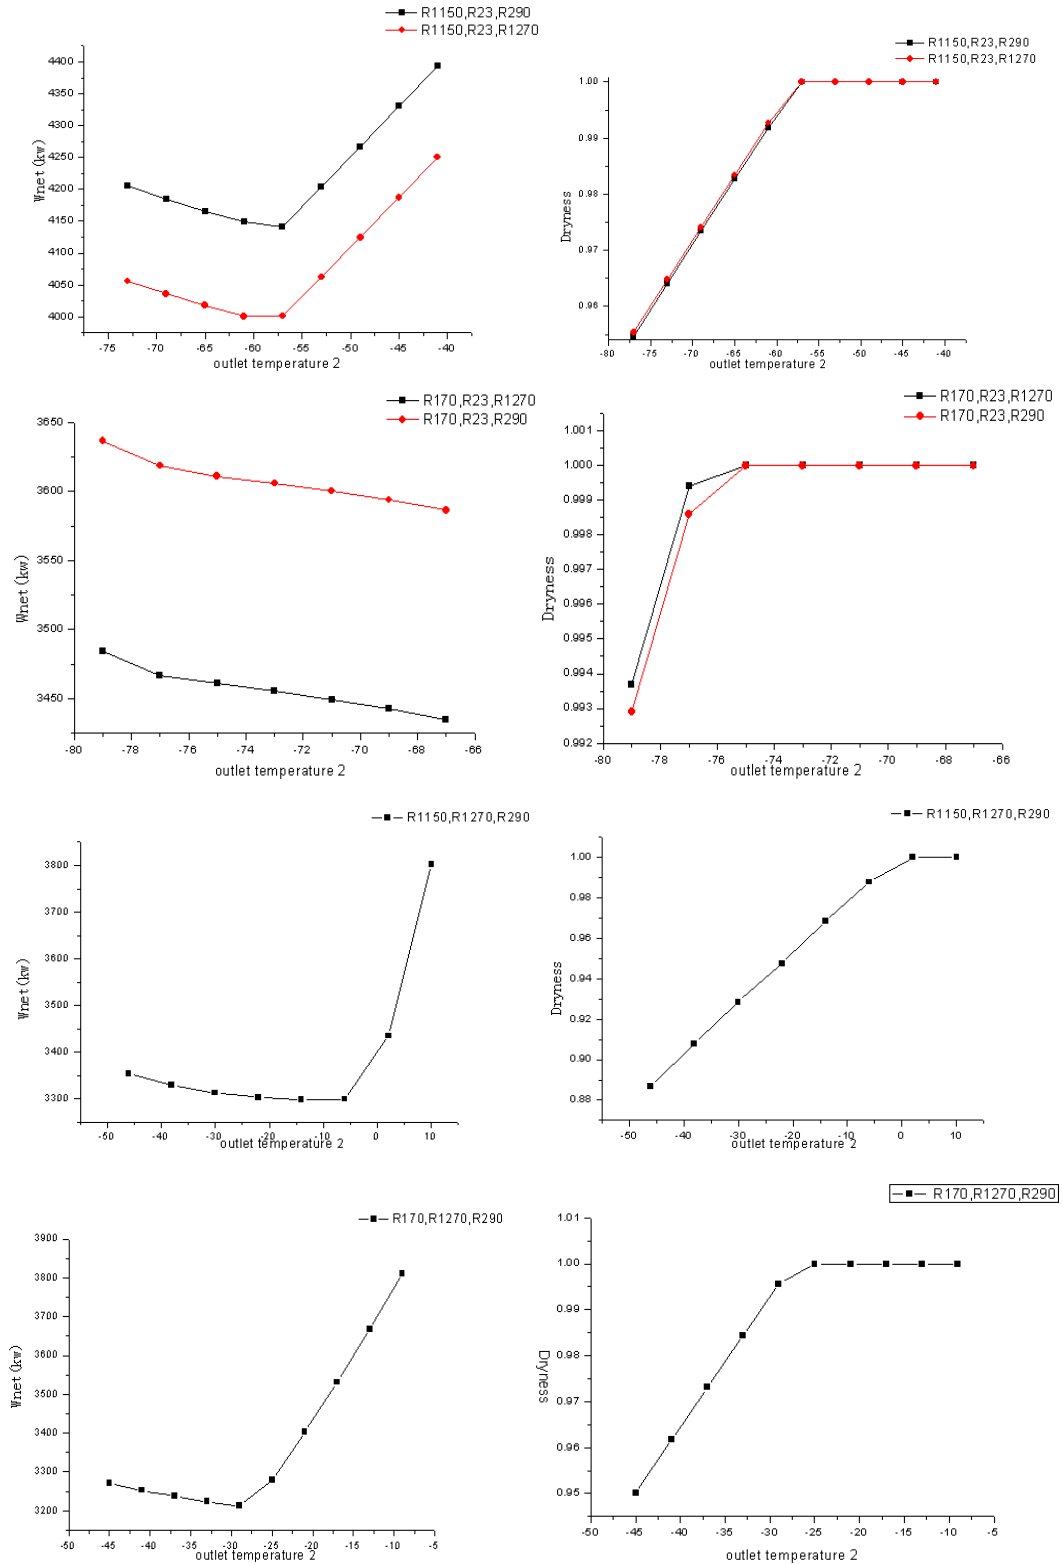 R1150,R23,R290
R1150,R23,R1270
4400
4350
4300
4250
4200
4150
4100
4050
4000
Wnet(kw)
-75 -70 -65 -60 -55 -50 -45 -40
outlet temperature 2
R1150,R23,R290
R1150,R23,R1270
1.00
0.99
0.98
0.97
0.96
Dryness
-80 -75 -70 -65 -60 -55 -50 -45 -40
outlet temperature 2
R170,R23,R1270
R170,R23,R290
3650
3600
3550
3500
3450
Wnet(kw)
-80 -78 -76 -74 -72 -70 -68 -66
outlet temperature 2
R170,R23,R1270
R170,R23,R290
1.001
1.000
0.999
0.998
0.997
0.996
0.995
0.994
0.993
0.992
Dryness
-80 -78 -76 -74 -72 -70 -68 -66
outlet temperature 2
R1150,R1270,R290
3800
3700
3600
3500
3400
3300
Wnet(kw)
-50 -40 -30 -20 -10 0 10
outlet temperature 2
R1150,R1270,R290
1.00
0.98
0.96
0.94
0.92
0.90
0.88
Dryness
-50 -40 -30 -20 -10 0 10
outlet temperature 2
R170,R1270,R290
3900
3800
3700
3600
3500
3400
3300
3200
Wnet(kw)
-50 -45 -40 -35 -30 -25 -20 -15 -10 -5
outlet temperature 2
R170,R1270,R290
1.01
1.00
0.99
0.98
0.97
0.96
0.95
Dryness
-50 -45 -40 -35 -30 -25 -20 -15 -10 -5
outlet temperature 2